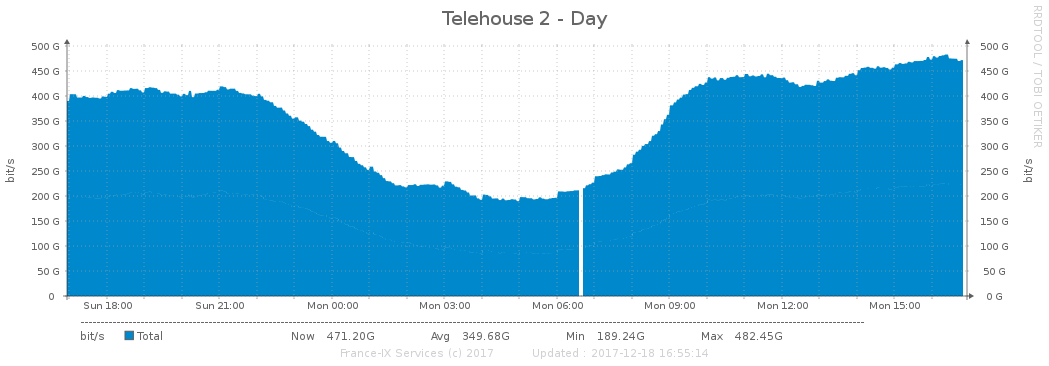 Telehouse 2 - Day
RRDTOOL / TOBI OETIKER
500 G 500 G
450 G 450 G
400 G 400 G
350 G 350 G
300 G 300 G
250 G 250 G
200 G 200 G
150 G 150 G
100 G 100 G
50 G 50 G
0 0 G
bit/s bit/s
Sun 18:00 Sun 21:00 Mon 00:00 Mon 03:00 Mon 06:00 Mon 09:00 Mon 12:00 Mon 15:00
bit/s Total Now 471.20G Avg 349.68G Min 189.24G Max 482.45G
France-IX Services (c) 2017 Updated : 2017-12-18 16:55:14